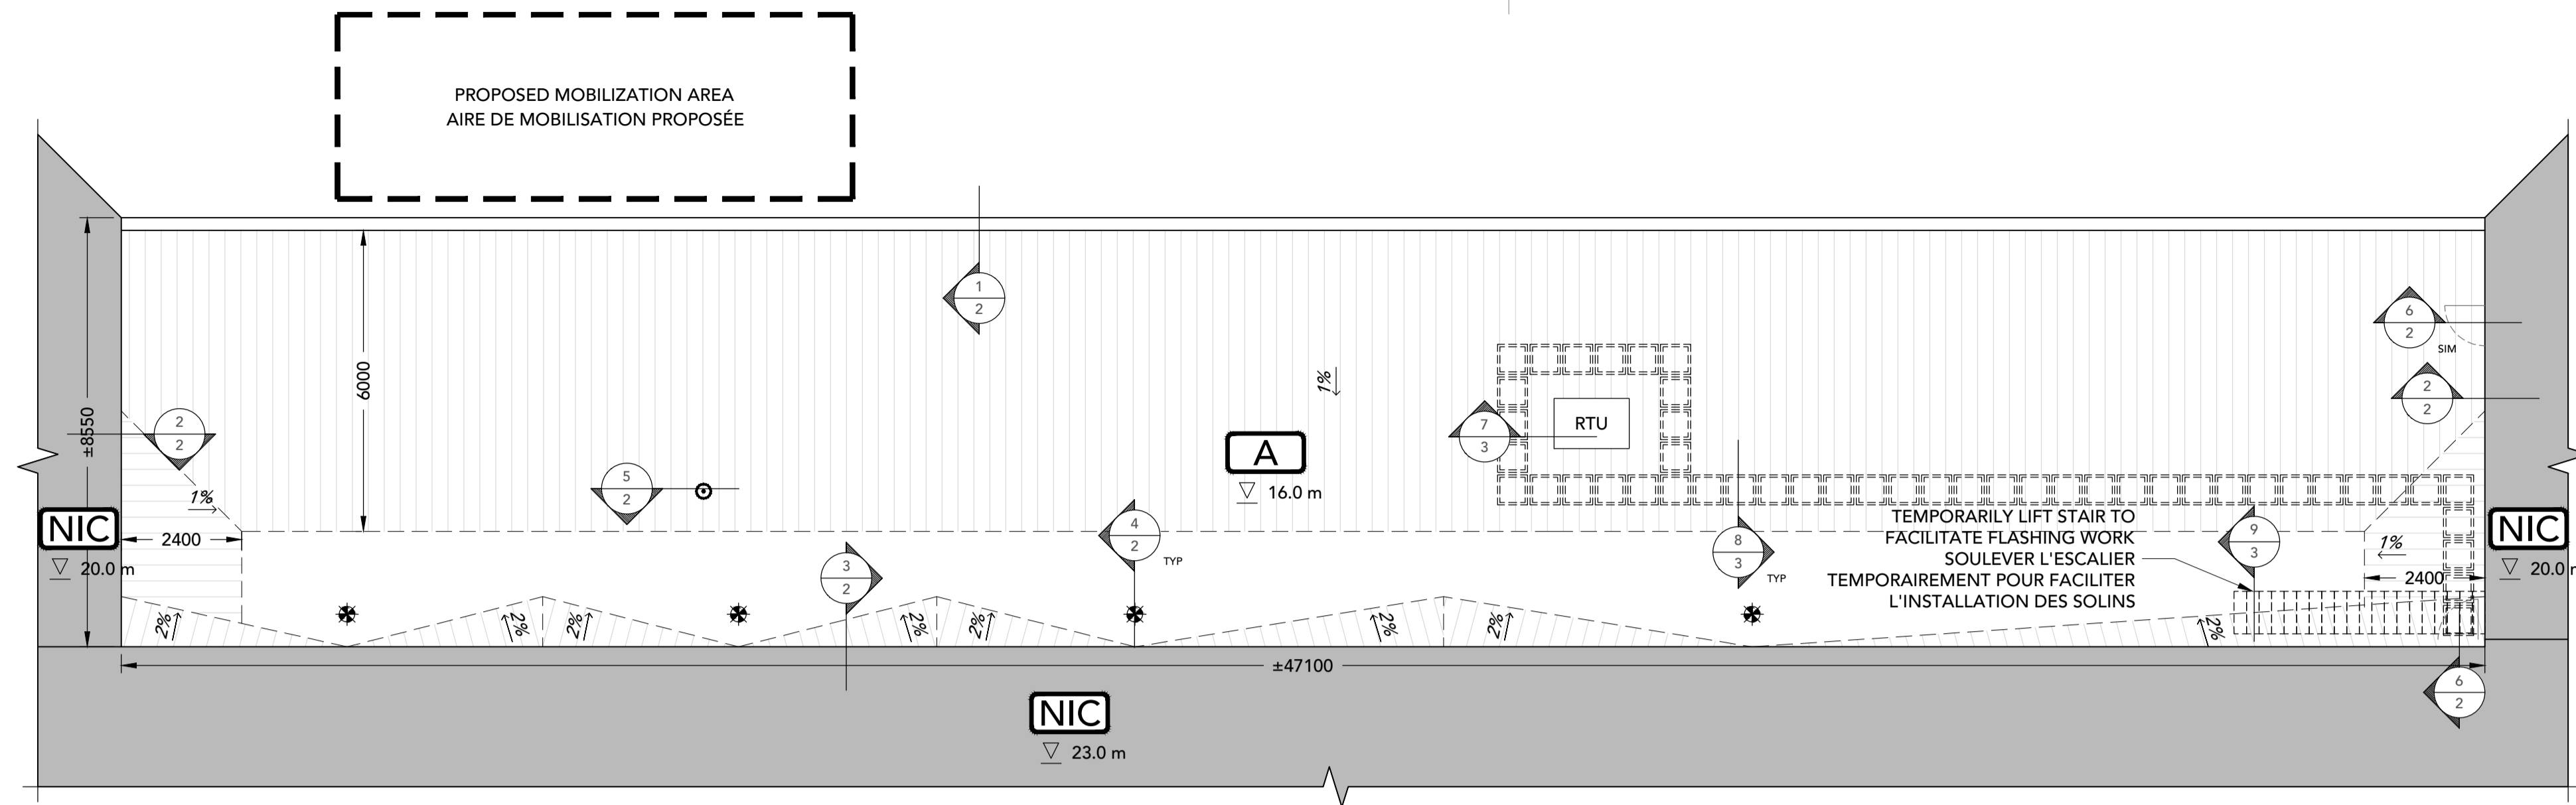 PROPOSED MOBILIZATION AREA
AIRE DE MOBILISATION PROPOSÉE
1
2
6
2
SIM
6000
±8550
1%
2
2
2
2
7
3
RTU
A
16.0 m
5
2
1%
NIC
20.0 m
2400
4
2
TYP
8
3
TYP
TEMPORARILY LIFT STAIR TO
FACILITATE FLASHING WORK
SOULEVER L'ESCALIER
TEMPORAIREMENT POUR FACILITER
L'INSTALLATION DES SOLINS
9
3
1%
2400
NIC
20.0 m
3
2
2%
2%
2%
2%
2%
2%
2%
2%
±47100
6
2
NIC
23.0 m